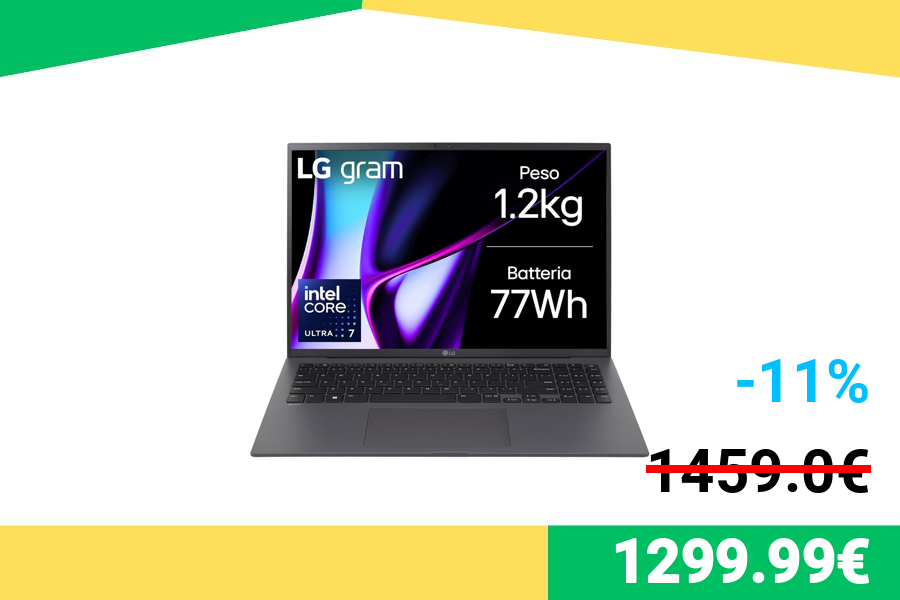 LG gram
Peso
1.2kg
Batteria
77Wh
intel
CORE
ULTRA 7
LG
-11%
1459.0€
1299.99€